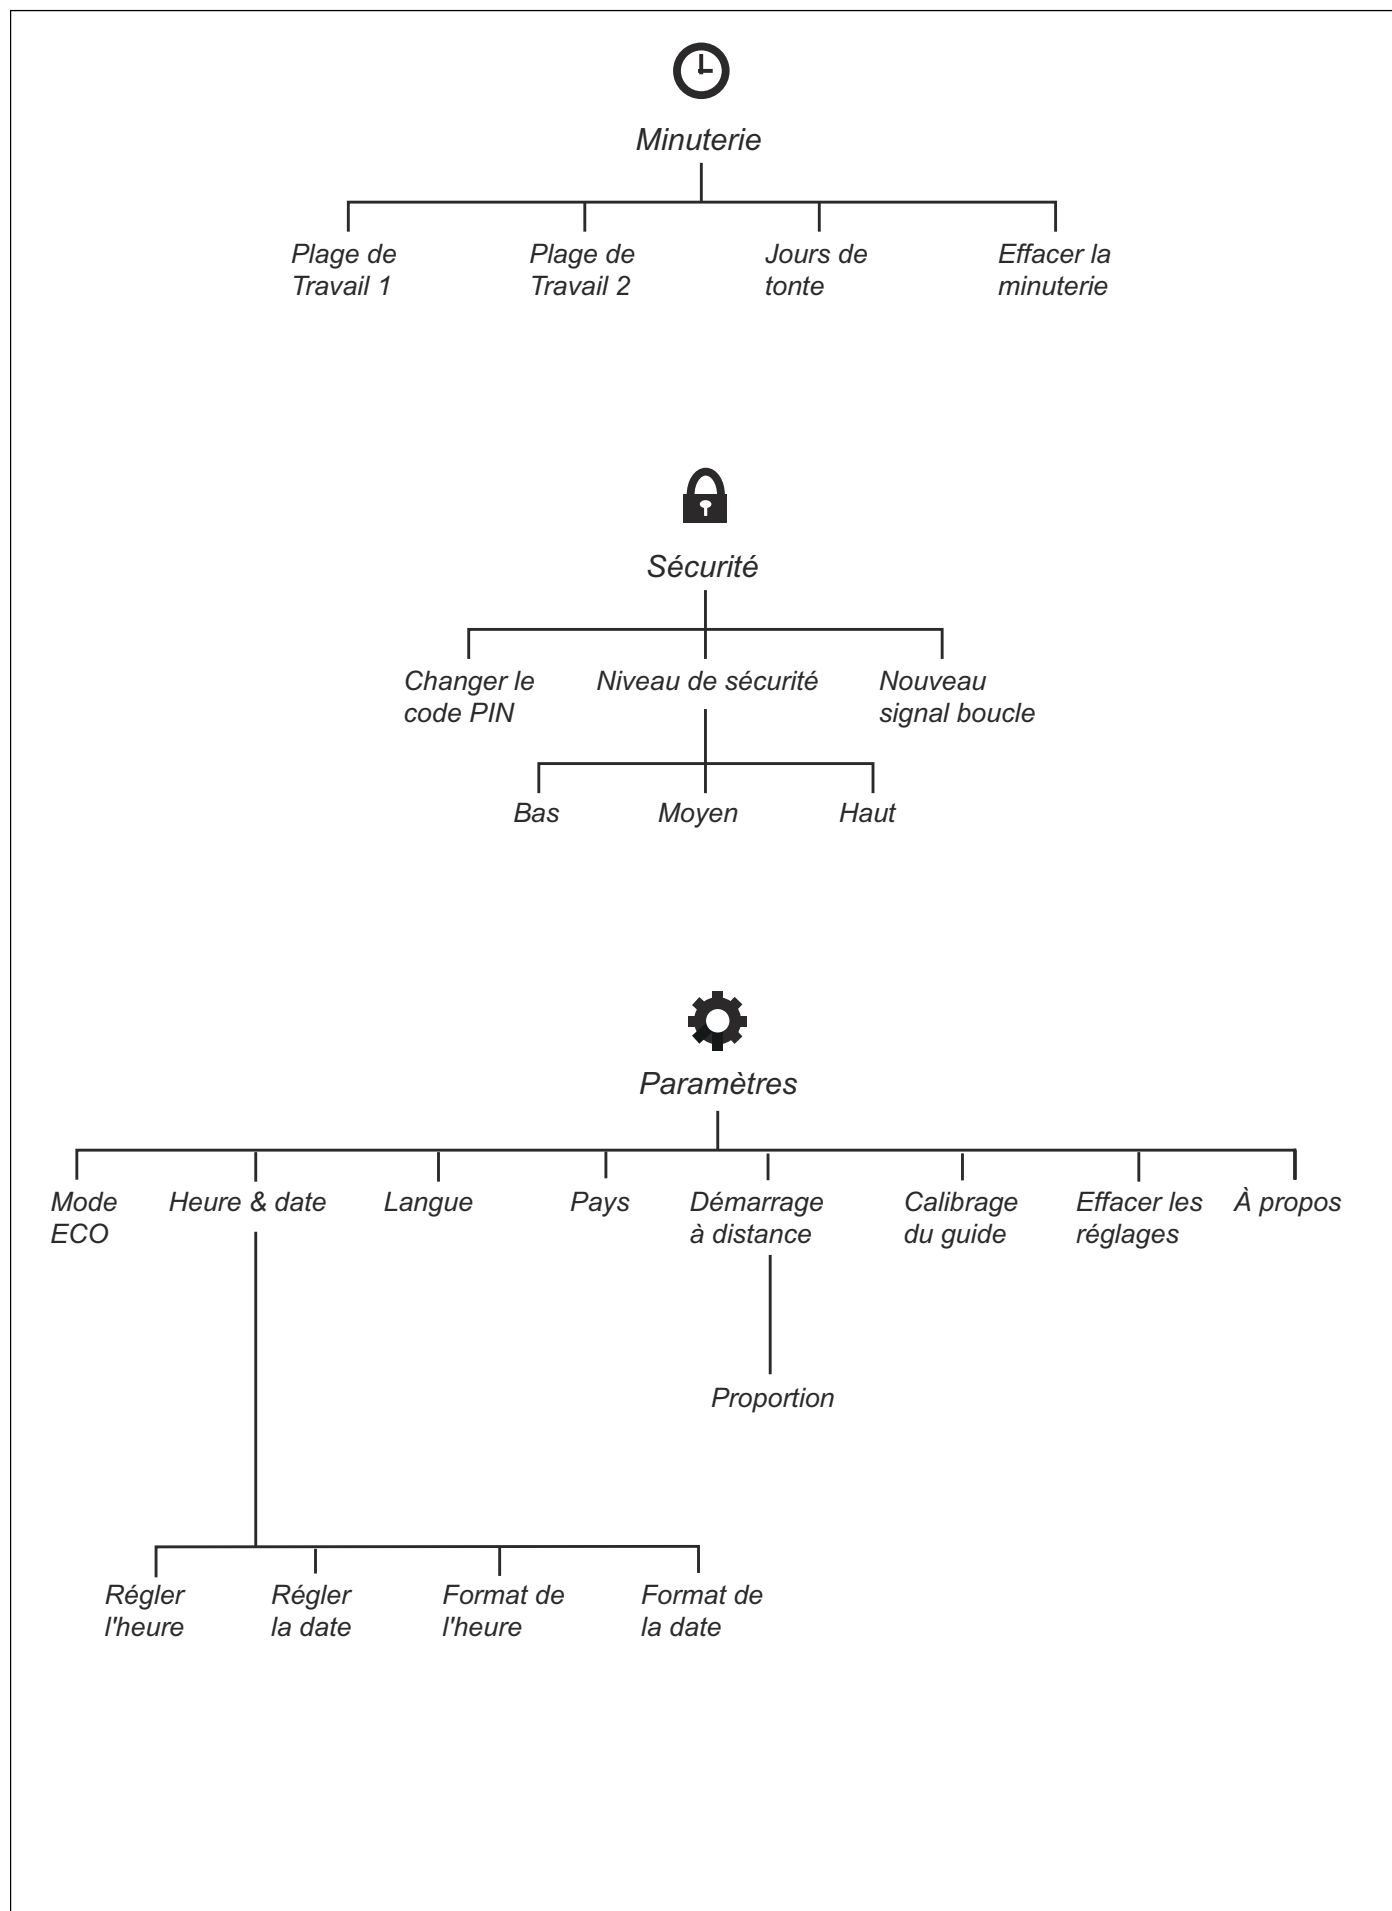 Minuterie
Plage de
Travail 1
Plage de
Travail 2
Jours de
tonte
Effacer la
minuterie
Sécurité
Changer le
code PIN
Niveau de sécurité
Nouveau
signal boucle
Bas
Moyen
Haut
Paramètres
Mode
ECO
Heure & date
Langue
Pays
Démarrage
à distance
Calibrage
du guide
Effacer les
réglages
À propos
Proportion
Régler
l'heure
Régler
la date
Format de
l'heure
Format de
la date